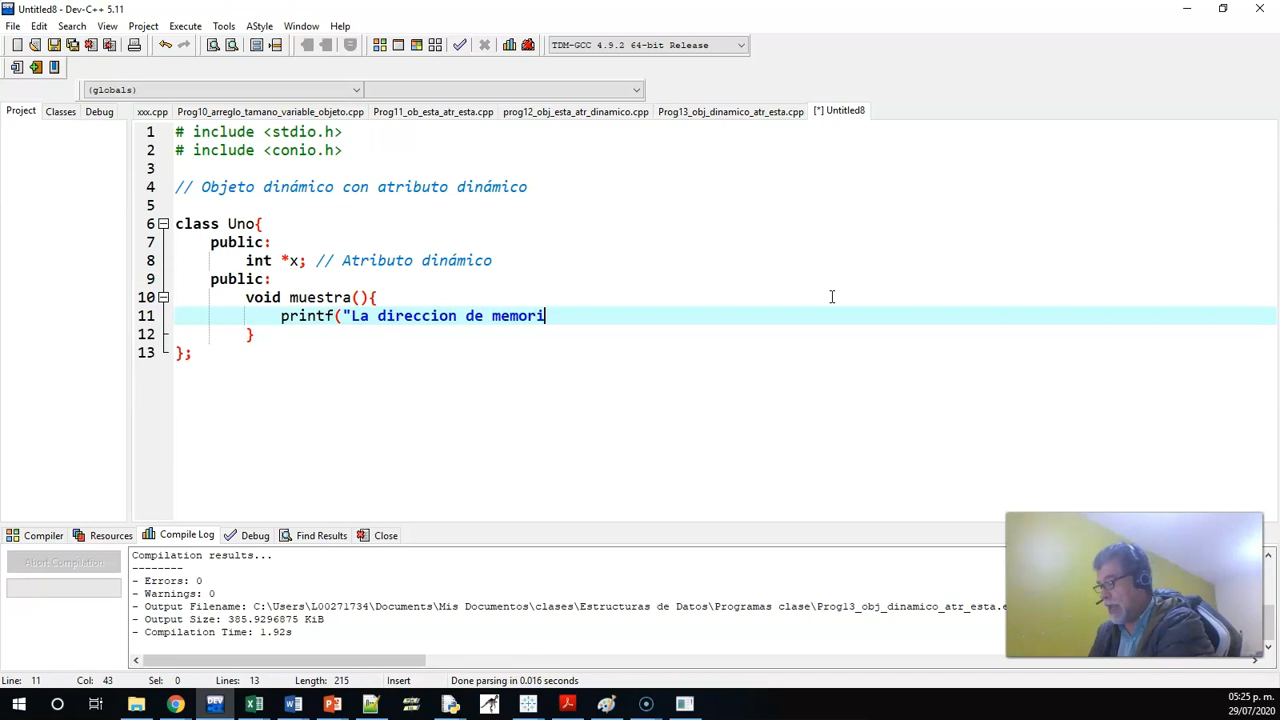 Untitled8 - Dev-C++ 5.11
File Edit Search View Project Execute Tools AStyle Window Help
TDM-GCC 4.9.2 64-bit Release
(globals)
Project Classes Debug
xxx.cpp Prog10_arreglo_tamano_variable_objeto.cpp Prog11_ob_esta_atr_esta.cpp prog12_obj_esta_atr_dinamico.cpp Prog13_obj_dinamico_atr_esta.cpp [*] Untitled8
1 # include <stdio.h>
2 # include <conio.h>
3
4 // Objeto dinámico con atributo dinámico
5
6 class Uno{
7 public:
8 int *x; // Atributo dinámico
9 public:
10 void muestra(){
11 printf("La direccion de memori
12 }
13 };
Compiler Resources Compile Log Debug Find Results Close
Abort Compilation
Compilation results...
--------
- Errors: 0
- Warnings: 0
- Output Filename: C:\Users\L00271734\Documents\Mis Documentos\clases\Estructuras de Datos\Programas clase\Prog13_obj_dinamico_atr_esta.e
- Output Size: 385.9296875 KiB
- Compilation Time: 1.92s
Line: 11 Col: 43 Sel: 0 Lines: 13 Length: 215 Insert Done parsing in 0.016 seconds
DEV
05:25 p. m.
29/07/2020